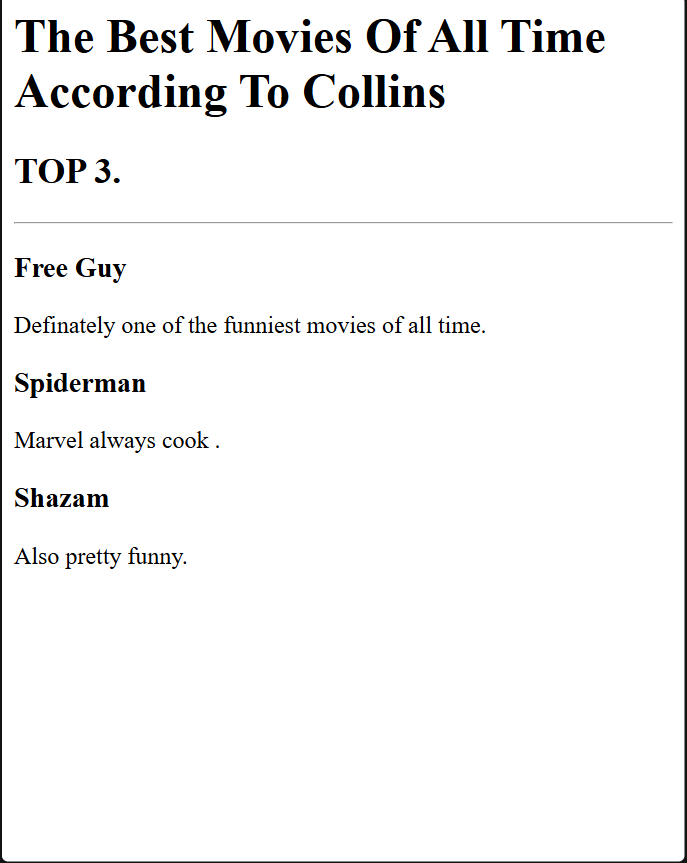 The Best Movies Of All Time
According To Collins
TOP 3.
Free Guy
Definately one of the funniest movies of all time.
Spiderman
Marvel always cook .
Shazam
Also pretty funny.